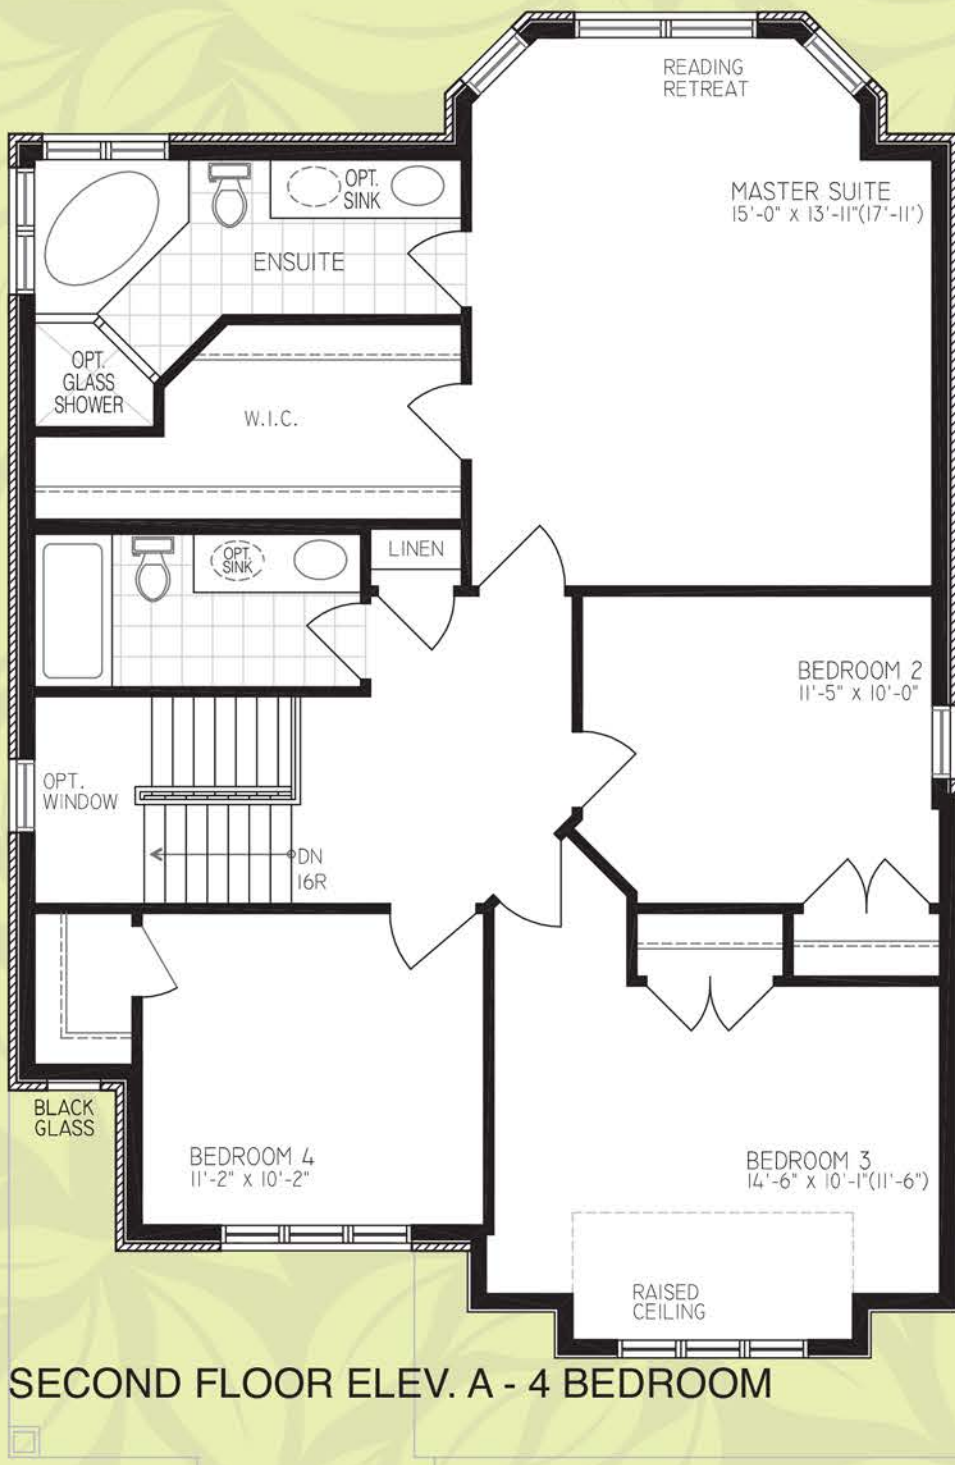 READING
RETREAT
MASTER SUITE
15'-0" X 13'-11"(17'-11')
OPT.
SINK
ENSUITE
OPT.
GLASS
SHOWER
W.I.C.
LINEN
OPT.
SINK
BEDROOM 2
11'-5" X 10'-0"
OPT.
WINDOW
DN
16R
BLACK
GLASS
BEDROOM 4
11'-2" X 10'-2"
BEDROOM 3
14'-6" X 10'-1"(11'-6")
RAISED
CEILING
SECOND FLOOR ELEV. A - 4 BEDROOM